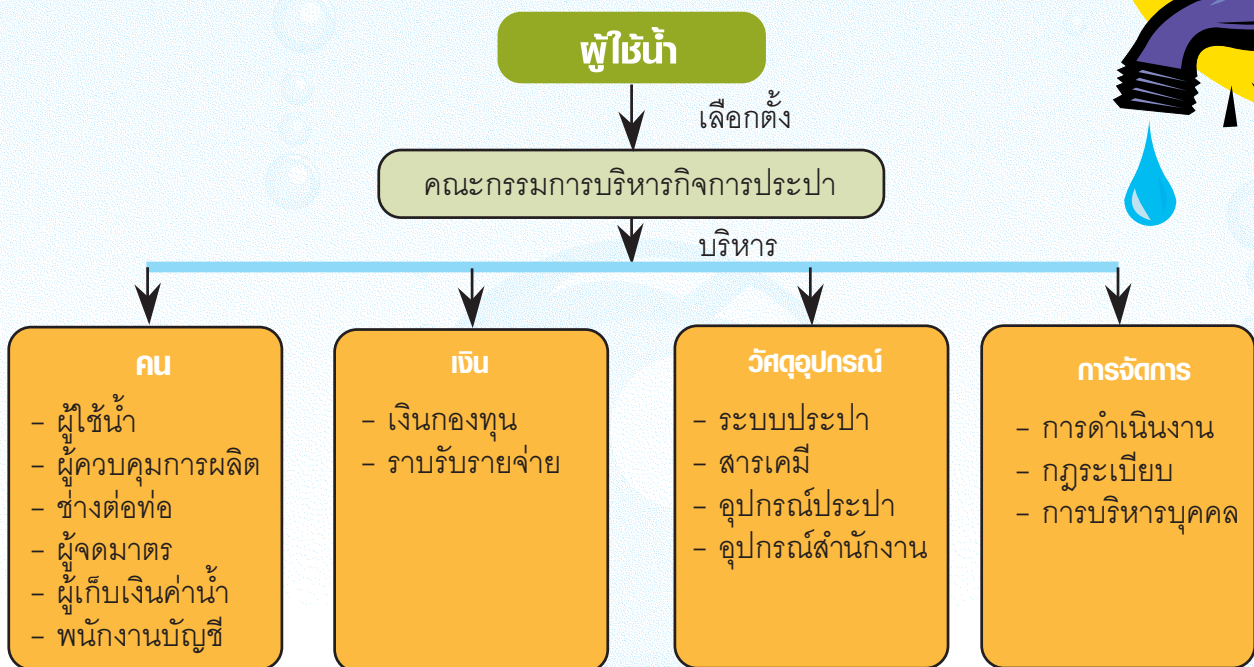 ผู้ใช้น้ำ
เลือกตั้ง
คณะกรรมการบริหารกิจการประปา
บริหาร
คน
– ผู้ใช้น้ำ
– ผู้ควบคุมการผลิต
– ช่างต่อท่อ
– ผู้จดมาตร
– ผู้เก็บเงินค่าน้ำ
– พนักงานบัญชี
เงิน
– เงินกองทุน
– ราบรับรายจ่าย
วัศดุอุปกรณ์
– ระบบประปา
– สารเคมี
– อุปกรณ์ประปา
– อุปกรณ์สำนักงาน
การจัดการ
– การดำเนินงาน
– กฎระเบียบ
– การบริหารบุคคล